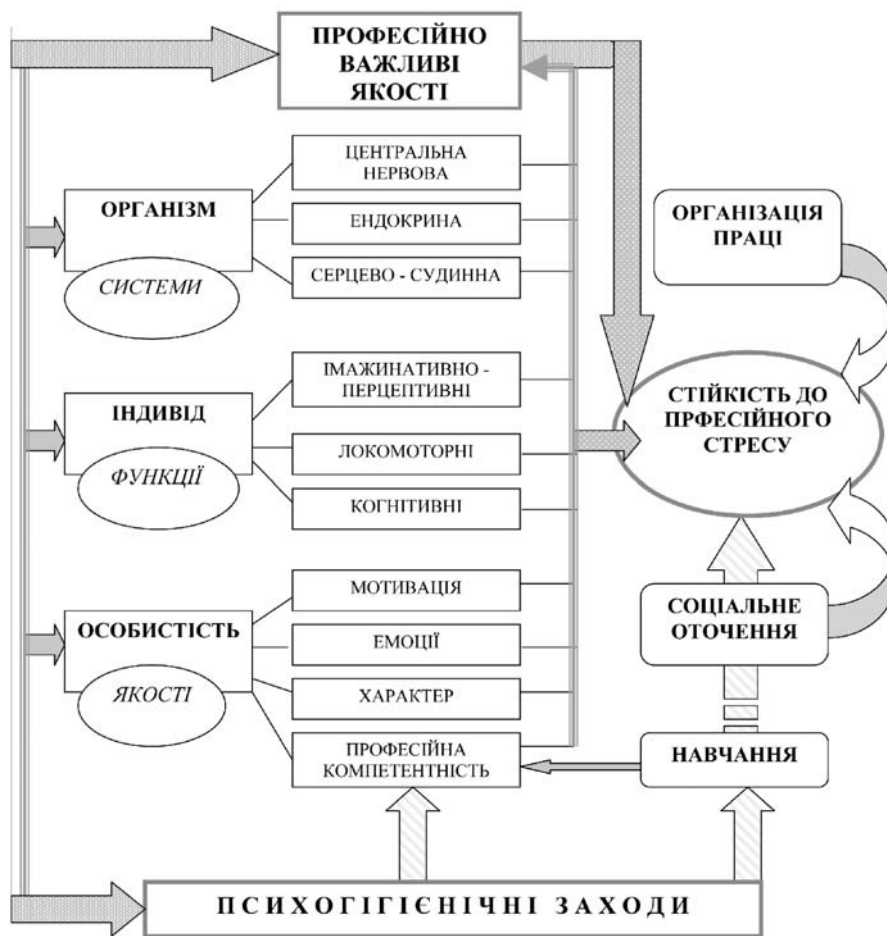 ПРОФЕСІЙНО
ВАЖЛИВІ
ЯКОСТІ
ЦЕНТРАЛЬНА
НЕРВОВА
ОРГАНІЗМ
ЕНДОКРИНА
СИСТЕМИ
СЕРЦЕВО - СУДИННА
ОРГАНІЗАЦІЯ
ПРАЦІ
ІМАЖИНАТИВНО -
ПЕРЦЕПТИВНІ
ІНДИВІД
ЛОКОМОТОРНІ
ФУНКЦІЇ
КОГНІТИВНІ
СТІЙКІСТЬ ДО
ПРФЕСІЙНОГО
СТРЕСУ
МОТИВАЦІЯ
ОСОБИСТІСТЬ
ЕМОЦІЇ
ЯКОСТІ
ХАРАКТЕР
ПРОФЕСІЙНА
КОМПЕТЕНТНІСТЬ
СОЦІАЛЬНЕ
ОТОЧЕННЯ
НАВЧАННЯ
ПСИХОГІГІЄНІЧНІ ЗАХОДИ